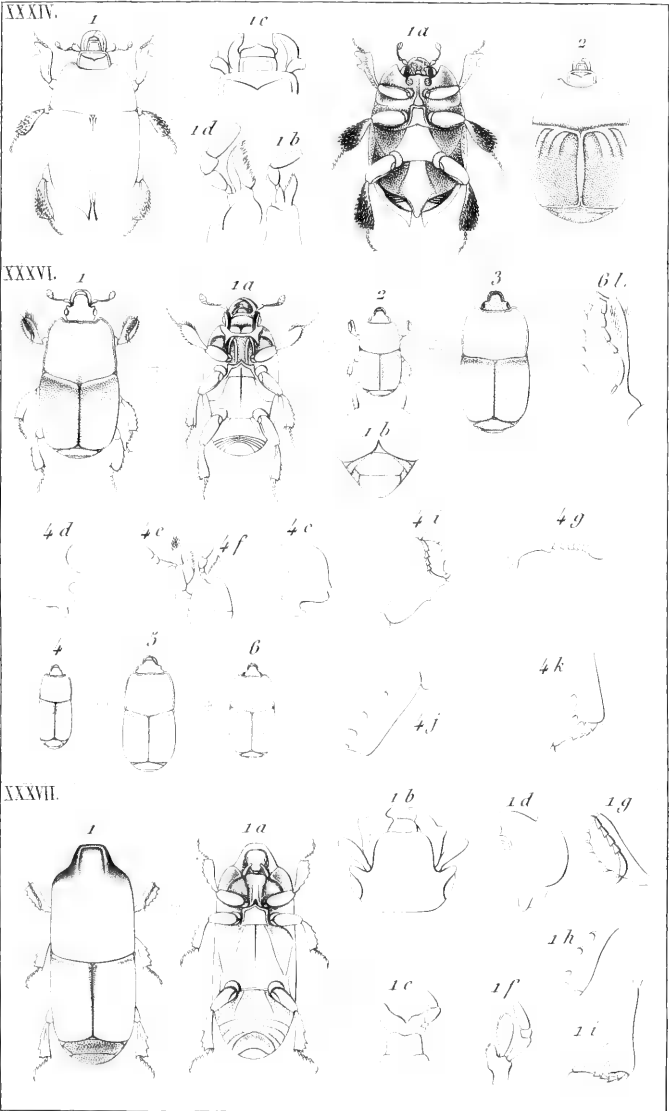 XXXIV.
1 1c 1a 2
1d 1b
XXXVI.
1 1a 2 3 6l.
1b
4d 4e 4f 4c 4i 4g
4 5 6 4k
4j
XXXVII.
1 1a 1b 1d 1g
1h
1c 1f 1i